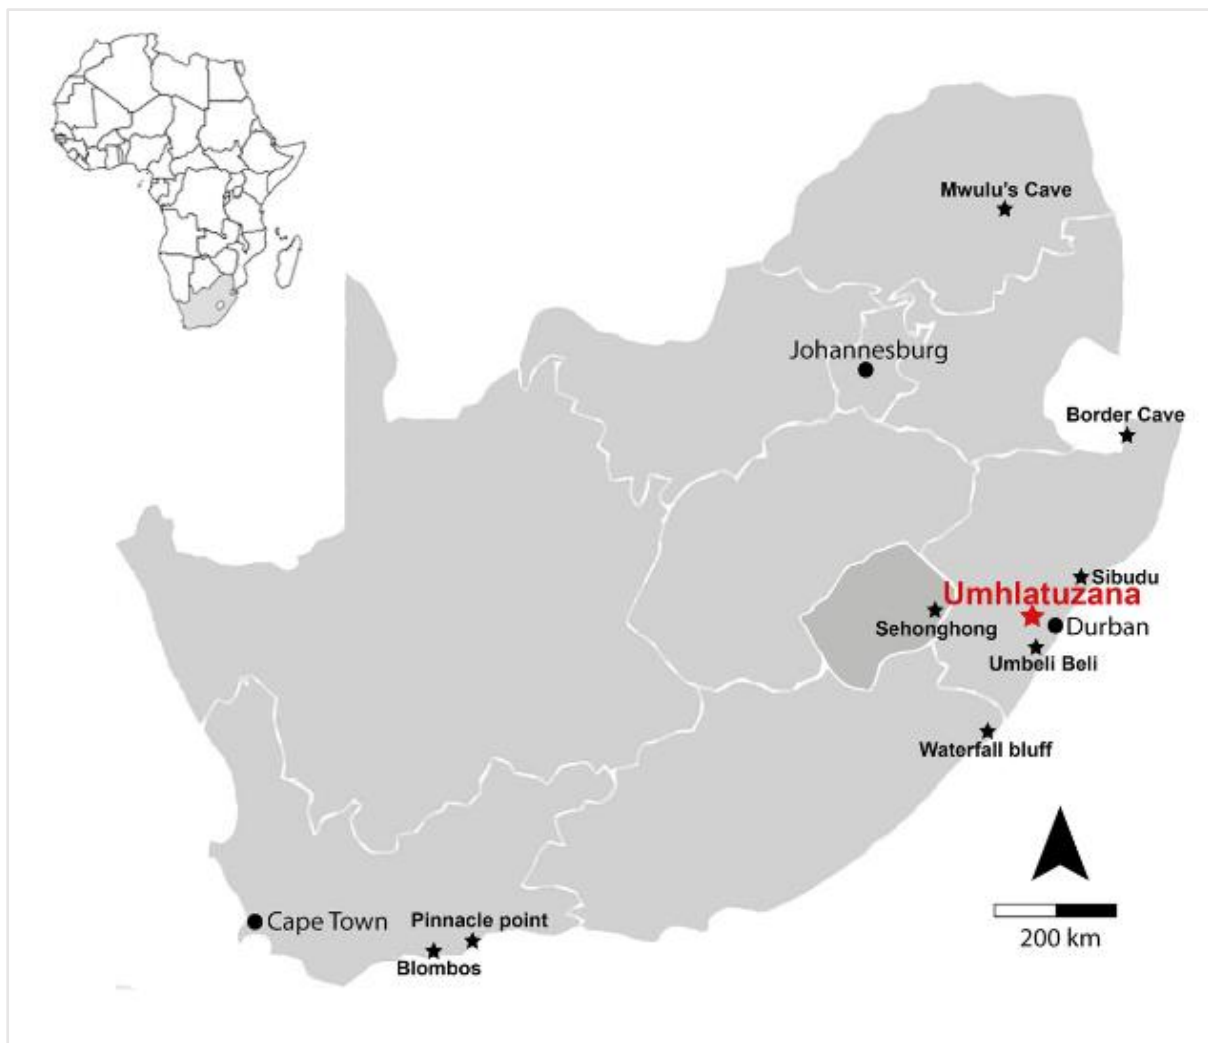 Mwulu's Cave
Johannesburg
Border Cave
Sibudu
Umhlatuzana
Sehonghong
Durban
Umbeli Beli
Waterfall bluff
200 km
Pinnacle point
Cape Town
Blombos